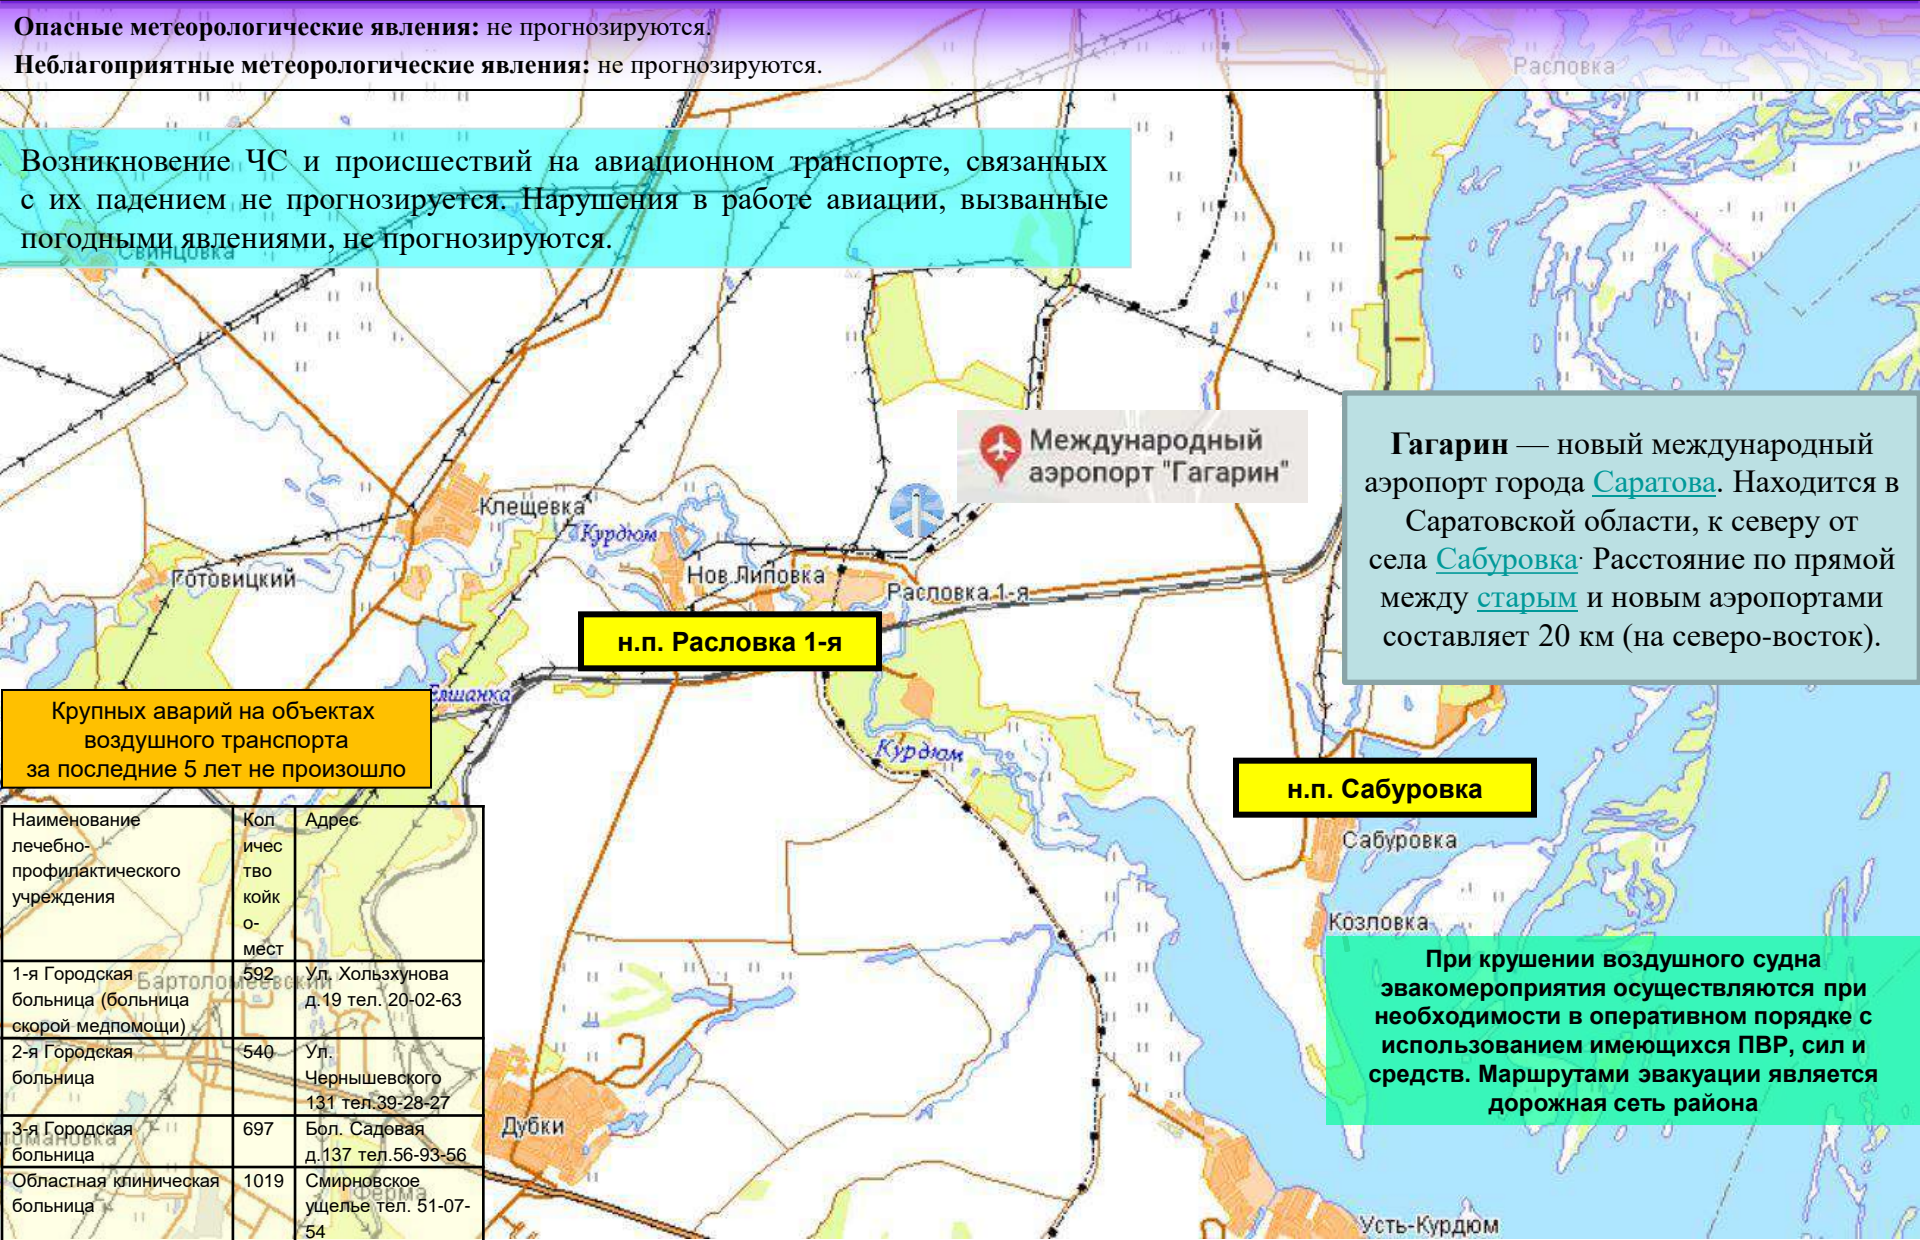 Опасные метеорологические явления: не прогнозируются.
Неблагоприятные метеорологические явления: не прогнозируются.
Расловка
Возникновение ЧС и происшествий на авиационном транспорте, связанных
с их падением не прогнозируется. Нарушения в работе авиации, вызванные
погодными явлениями, не прогнозируются.
Свинцовка
Международный
аэропорт "Гагарин"
Гагарин — новый международный
аэропорт города Саратова. Находится в
Саратовской области, к северу от
села Сабуровка. Расстояние по прямой
между старым и новым аэропортами
составляет 20 км (на северо-восток).
Клещевка
Курдюм
Готовицкий
Нов.Липовка
Расловка 1-я
н.п. Расловка 1-я
Елшанка
Крупных аварий на объектах
воздушного транспорта
за последние 5 лет не произошло
Курдюм
н.п. Сабуровка
Сабуровка
Козловка
Наименование
лечебно-
профилактического
учреждения
Кол
ичес
тво
койк
о-
мест
Адрес
1-я Городская
больница (больница
скорой медпомощи)
592
Ул. Хользхунова
д.19 тел. 20-02-63
Бартоломеевский
2-я Городская
больница
540
Ул.
Чернышевского
131 тел.39-28-27
3-я Городская
больница
697
Бол. Садовая
д.137 тел.56-93-56
Областная клиническая
больница
1019
Смирновское
ущелье тел. 51-07-
54
Ферма
Дубки
При крушении воздушного судна
эвакомероприятия осуществляются при
необходимости в оперативном порядке с
использованием имеющихся ПВР, сил и
средств. Маршрутами эвакуации является
дорожная сеть района
Усть-Курдюм